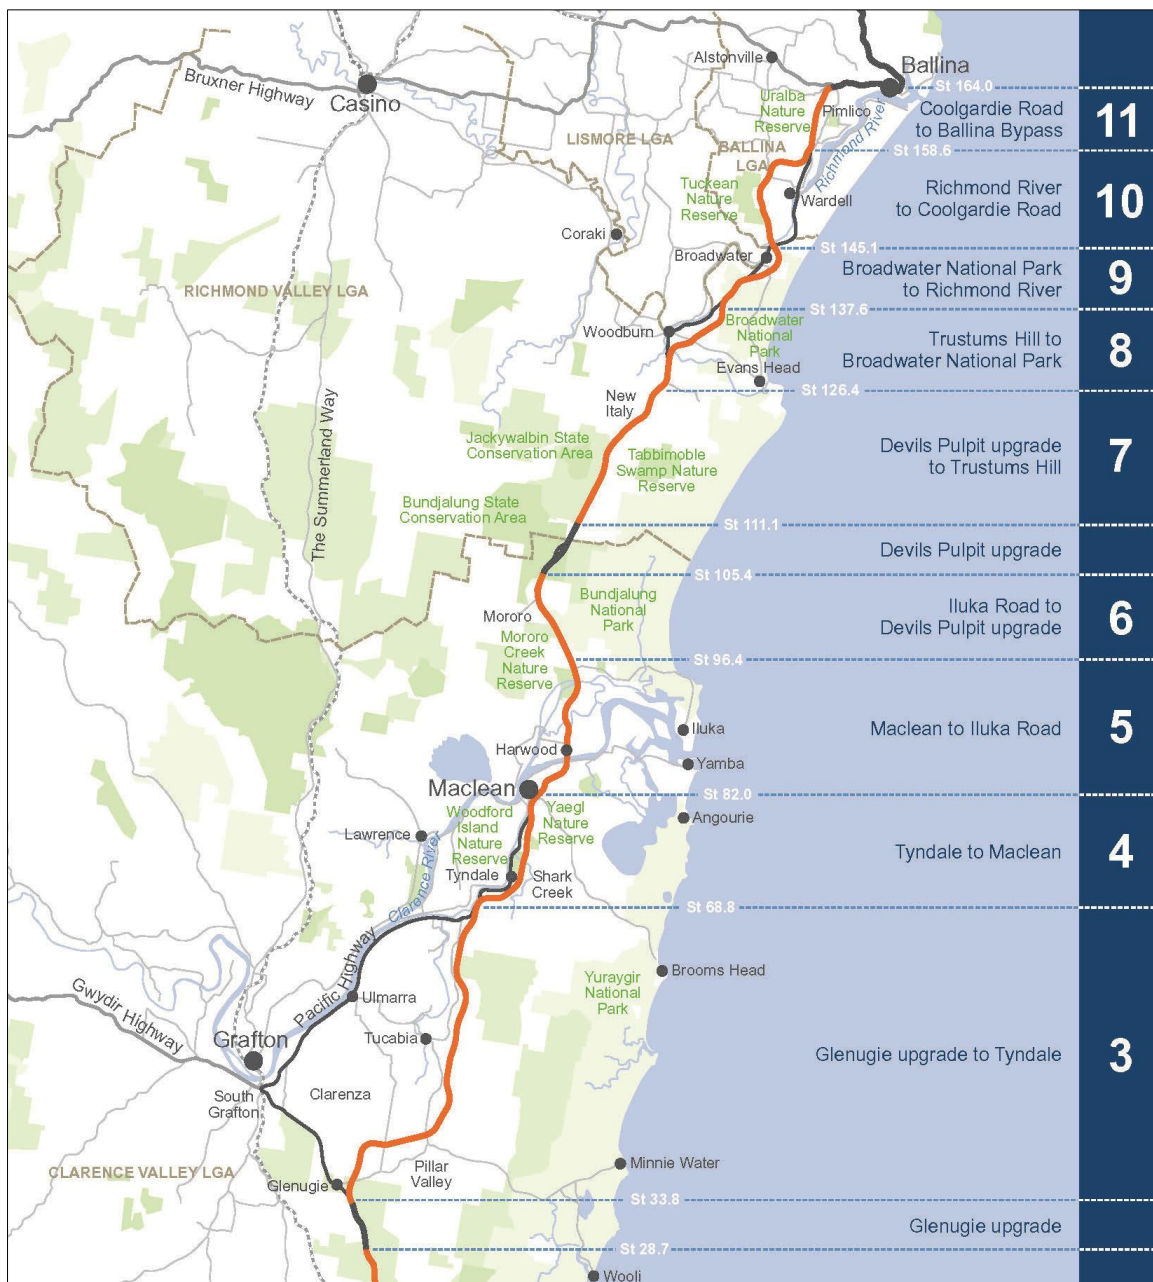 Alstonville
Ballina
Bruxner Highway
Casino
St 164.0
Uralba
Nature
Reserve
Pimlico
Coolgardie Road
to Ballina Bypass
11
LISMORE LGA
BALLINA
LGA
Richmond River
St 158.6
Tuckean
Nature
Reserve
Wardell
Richmond River
to Coolgardie Road
10
Coraki
St 145.1
Broadwater
Broadwater National Park
to Richmond River
9
RICHMOND VALLEY LGA
St 137.6
Woodburn
Broadwater
National
Park
Trustums Hill to
Broadwater National Park
8
Evans Head
St 126.4
New
Italy
The Summerland Way
Jackywalbin State
Conservation Area
Tabbimoble
Swamp Nature
Reserve
Devils Pulpit upgrade
to Trustums Hill
7
Bundjalung State
Conservation Area
St 111.1
Devils Pulpit upgrade
St 105.4
Bundjalung
National
Park
Mororo
Mororo
Creek
Nature
Reserve
Iluka Road to
Devils Pulpit upgrade
6
St 96.4
Iluka
Harwood
Yamba
Maclean to Iluka Road
5
Maclean
St 82.0
Woodford
Island
Nature
Reserve
Yaegl
Nature
Reserve
Angourie
Lawrence
Clarence River
Tyndale
Shark
Creek
Tyndale to Maclean
4
St 68.8
Brooms Head
Yuraygir
National
Park
Gwydir Highway
Pacific Highway
Ulmarra
Grafton
Tucabia
Glenugie upgrade to Tyndale
3
South
Grafton
Clarenza
CLARENCE VALLEY LGA
Pillar
Valley
Minnie Water
Glenugie
St 33.8
Glenugie upgrade
St 28.7
Wooli